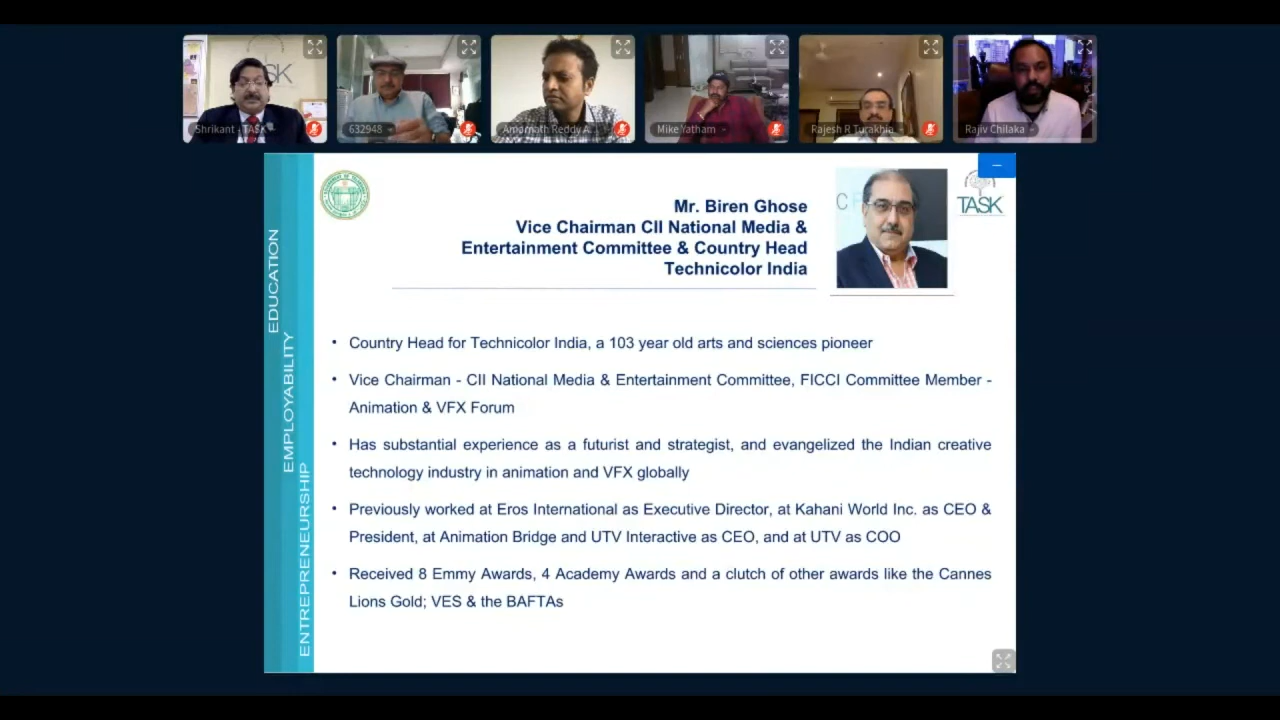 SK
Shrikant - TASK
632948
Amarnath Reddy A...
Mike Yatham
Rajesh R Turakhia
Rajiv Chilaka
EDUCATION
EMPLOYABILITY
ENTREPRENEURSHIP
Mr. Biren Ghose
Vice Chairman CII National Media &
Entertainment Committee & Country Head
Technicolor India
TASK
• Country Head for Technicolor India, a 103 year old arts and sciences pioneer
• Vice Chairman - CII National Media & Entertainment Committee, FICCI Committee Member -
Animation & VFX Forum
• Has substantial experience as a futurist and strategist, and evangelized the Indian creative
technology industry in animation and VFX globally
• Previously worked at Eros International as Executive Director, at Kahani World Inc. as CEO &
President, at Animation Bridge and UTV Interactive as CEO, and at UTV as COO
• Received 8 Emmy Awards, 4 Academy Awards and a clutch of other awards like the Cannes
Lions Gold; VES & the BAFTAs